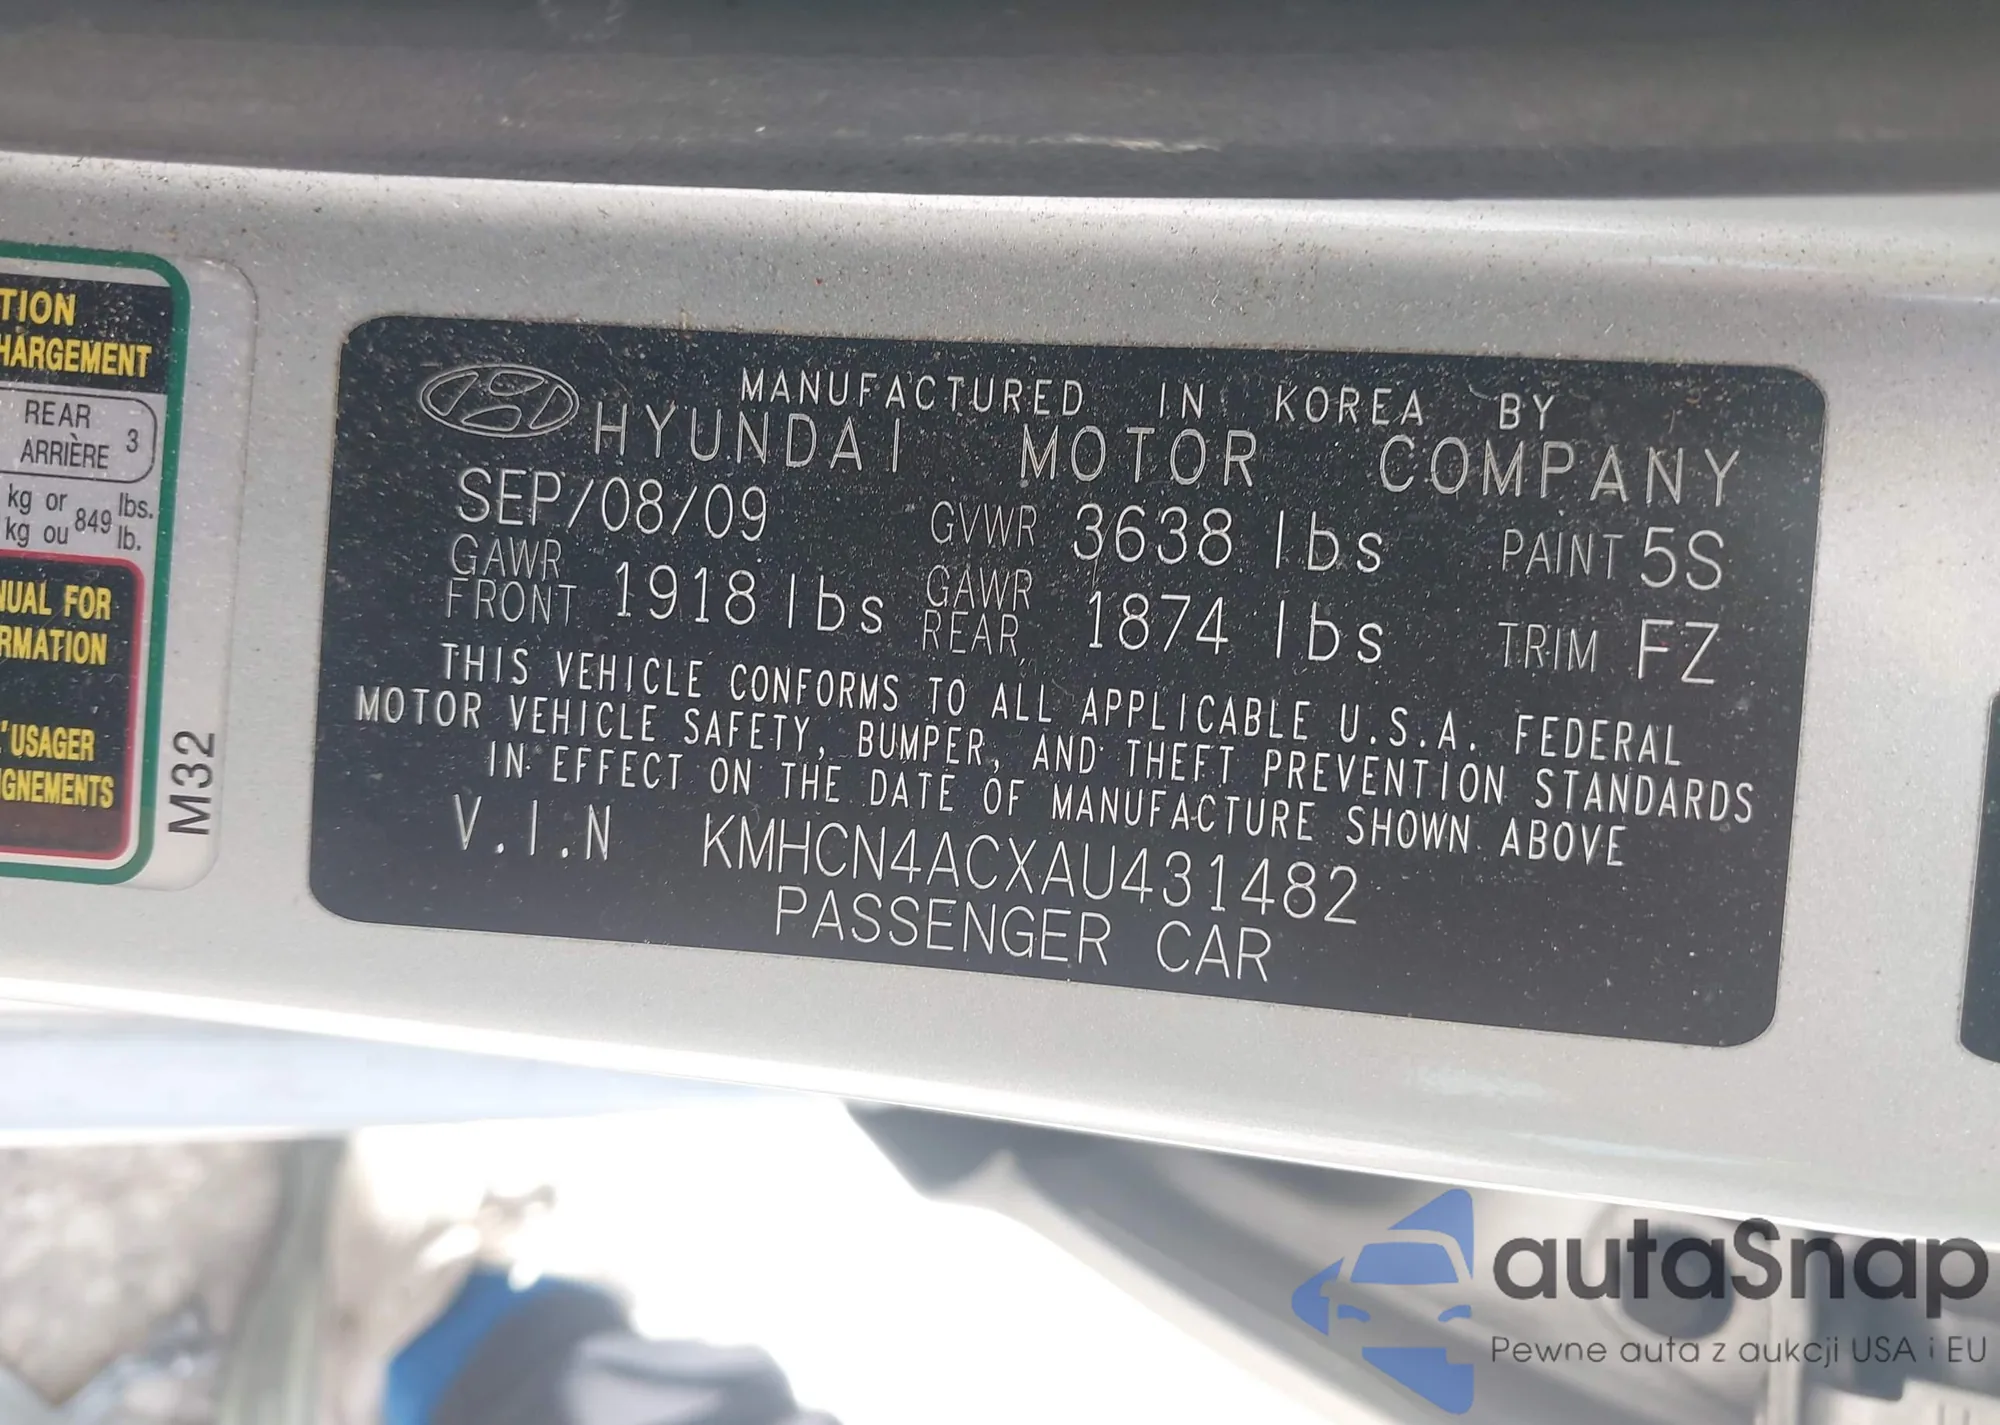 TION
HARGEMENT
REAR
ARRIÈRE 3
kg or 849 lbs.
kg ou lb.
NUAL FOR
RMATION
L'USAGER
IGNEMENTS
M32
MANUFACTURED IN KOREA BY
HYUNDAI MOTOR COMPANY
SEP/08/09 GVWR 3638 lbs PAINT 5S
GAWR FRONT 1918 lbs GAWR REAR 1874 lbs TRIM FZ
THIS VEHICLE CONFORMS TO ALL APPLICABLE U.S.A. FEDERAL
MOTOR VEHICLE SAFETY, BUMPER, AND THEFT PREVENTION STANDARDS
IN EFFECT ON THE DATE OF MANUFACTURE SHOWN ABOVE
V.I.N KMHCN4ACXAU431482
PASSENGER CAR
autaSnap
Pewne auta z aukcji USA i EU